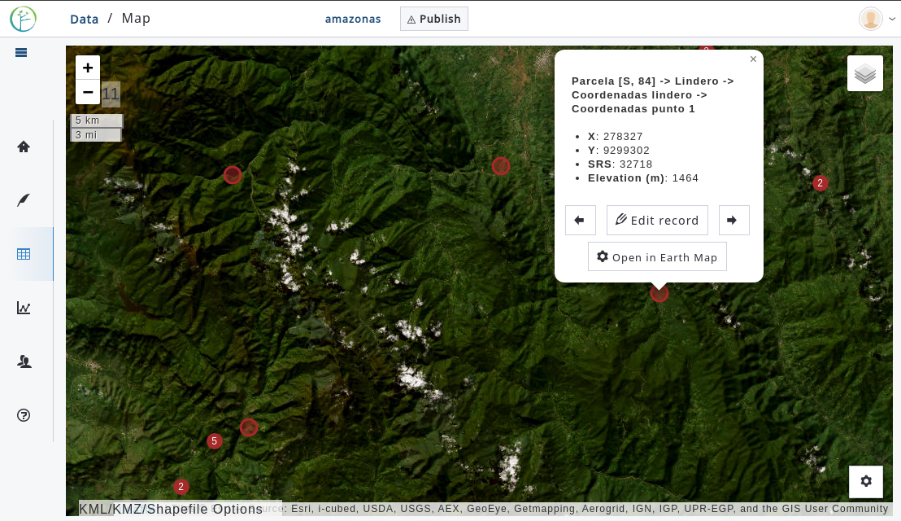 Data / Map
amazonas
Publish
+
−
11
5 km
3 mi
2
×
Parcela [S, 84] -> Lindero ->
Coordenadas lindero ->
Coordenadas punto 1
X: 278327
Y: 9299302
SRS: 32718
Elevation (m): 1464
Edit record
Open in Earth Map
2
5
2
KML/KMZ/Shapefile Options
Esri, i-cubed, USDA, USGS, AEX, GeoEye, Getmapping, Aerogrid, IGN, IGP, UPR-EGP, and the GIS User Community